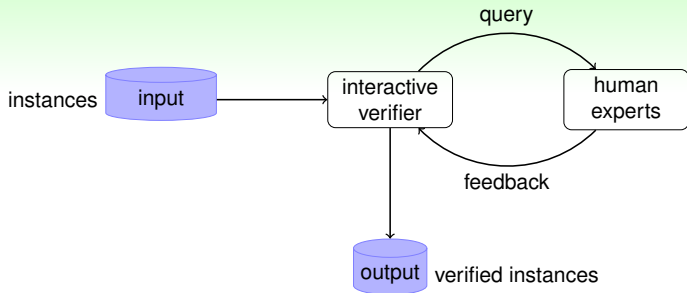 query
instances
input
interactive
verifier
human
experts
feedback
output
verified instances